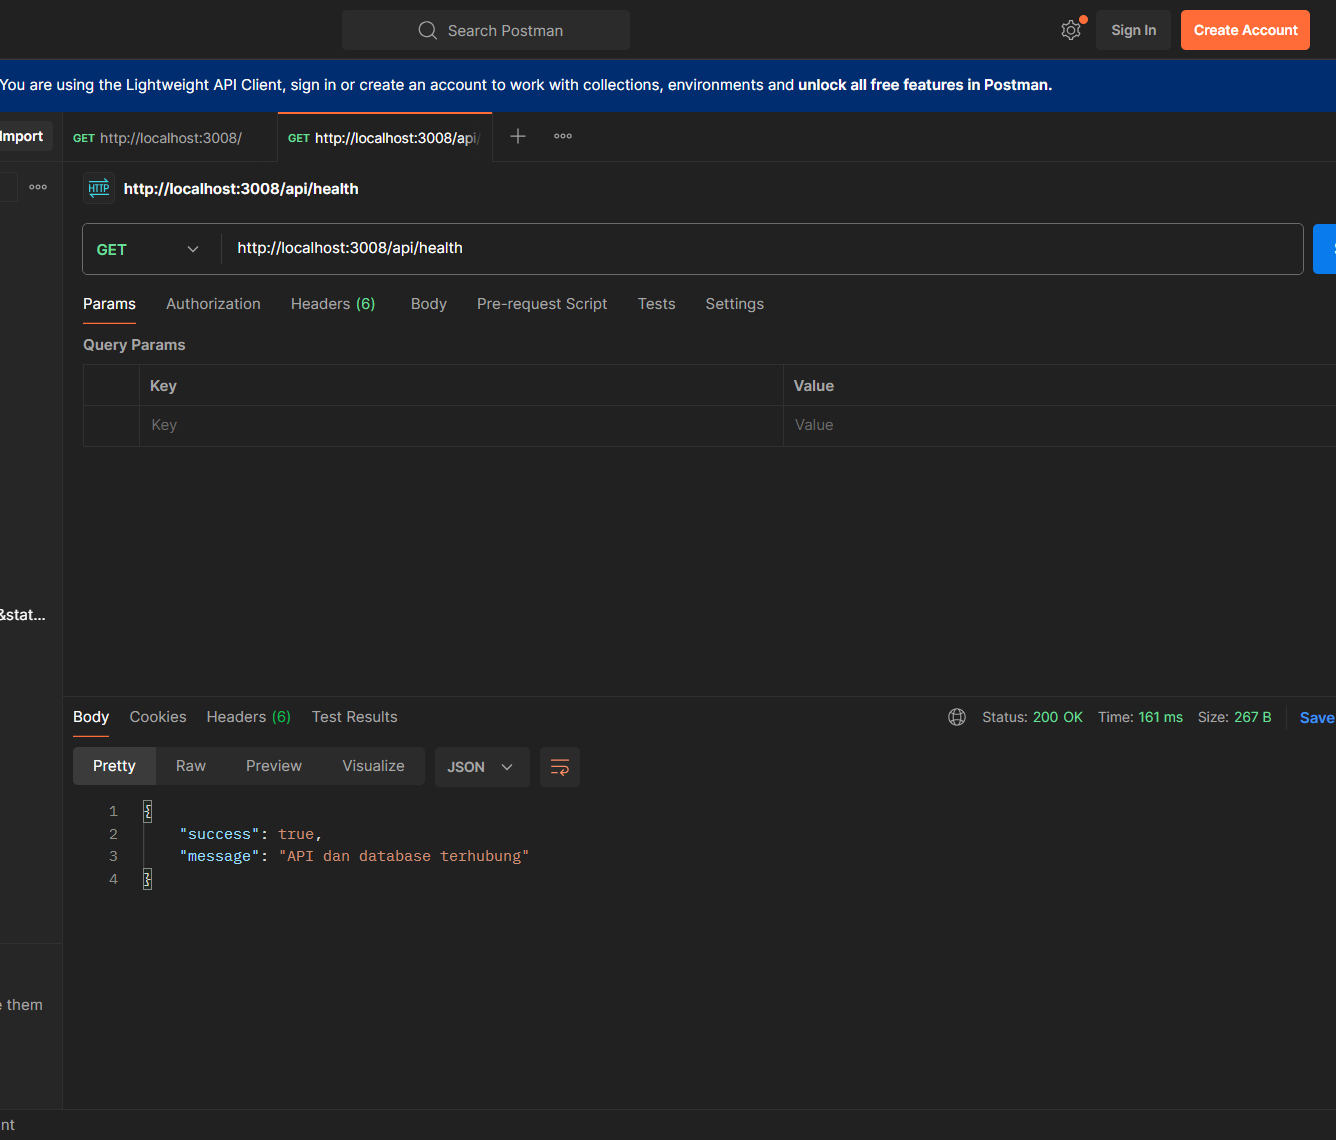 Search Postman
Sign In
Create Account
You are using the Lightweight API Client, sign in or create an account to work with collections, environments and unlock all free features in Postman.
Import
GET http://localhost:3008/
GET http://localhost:3008/api/
HTTP http://localhost:3008/api/health
GET http://localhost:3008/api/health
Params Authorization Headers (6) Body Pre-request Script Tests Settings
Query Params
Key Value
Key Value
&stat...
Body Cookies Headers (6) Test Results
Status: 200 OK Time: 161 ms Size: 267 B Save
Pretty Raw Preview Visualize JSON
1 {
2 "success": true,
3 "message": "API dan database terhubung"
4 }
them
nt